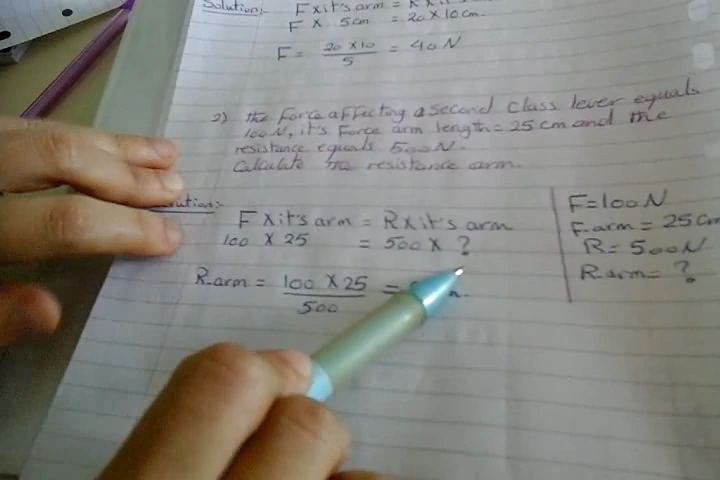 Solution:- F x it's arm =
F x 5cm = 20 x 10 cm.
F = 20 x 10 / 5 = 40 N
2) the force affecting a second class lever equals
100 N, it's force arm length = 25 cm and the
resistance equals 500 N.
Calculate the resistance arm.
F x it's arm = R x it's arm
100 x 25 = 500 x ?
R.arm = 100 x 25 / 500 =
F = 100 N
F.arm = 25 cm
R = 500 N
R.arm = ?